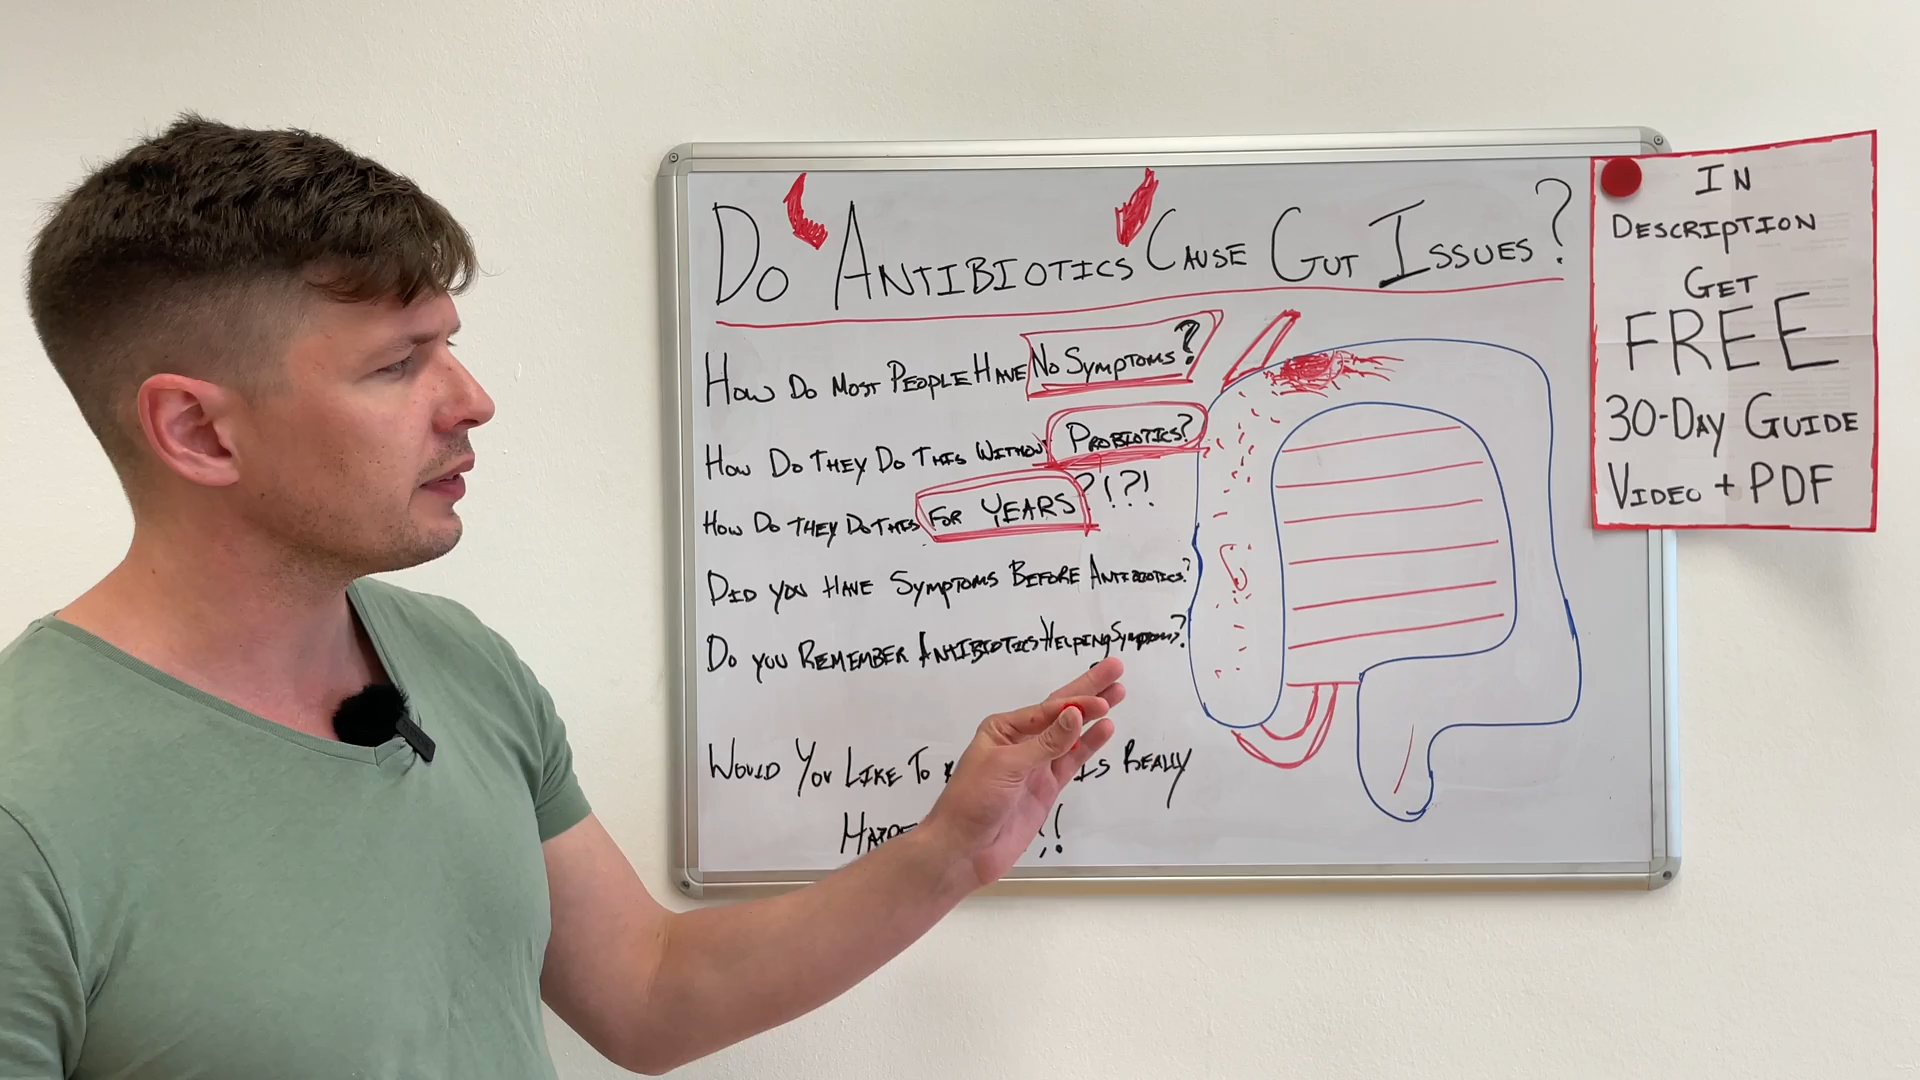 DO ANTIBIOTICS CAUSE GUT ISSUES?
HOW DO MOST PEOPLE HAVE NO SYMPTOMS?
HOW DO THEY DO THIS WITHOUT PROBIOTICS?
HOW DO THEY DO THIS FOR YEARS?!?!
DID YOU HAVE SYMPTOMS BEFORE ANTIBIOTICS?
DO YOU REMEMBER ANTIBIOTICS HELPING SYMPTOMS?
WOULD YOU LIKE TO IS REALLY
!!
IN
DESCRIPTION
GET
FREE
30-DAY GUIDE
VIDEO + PDF